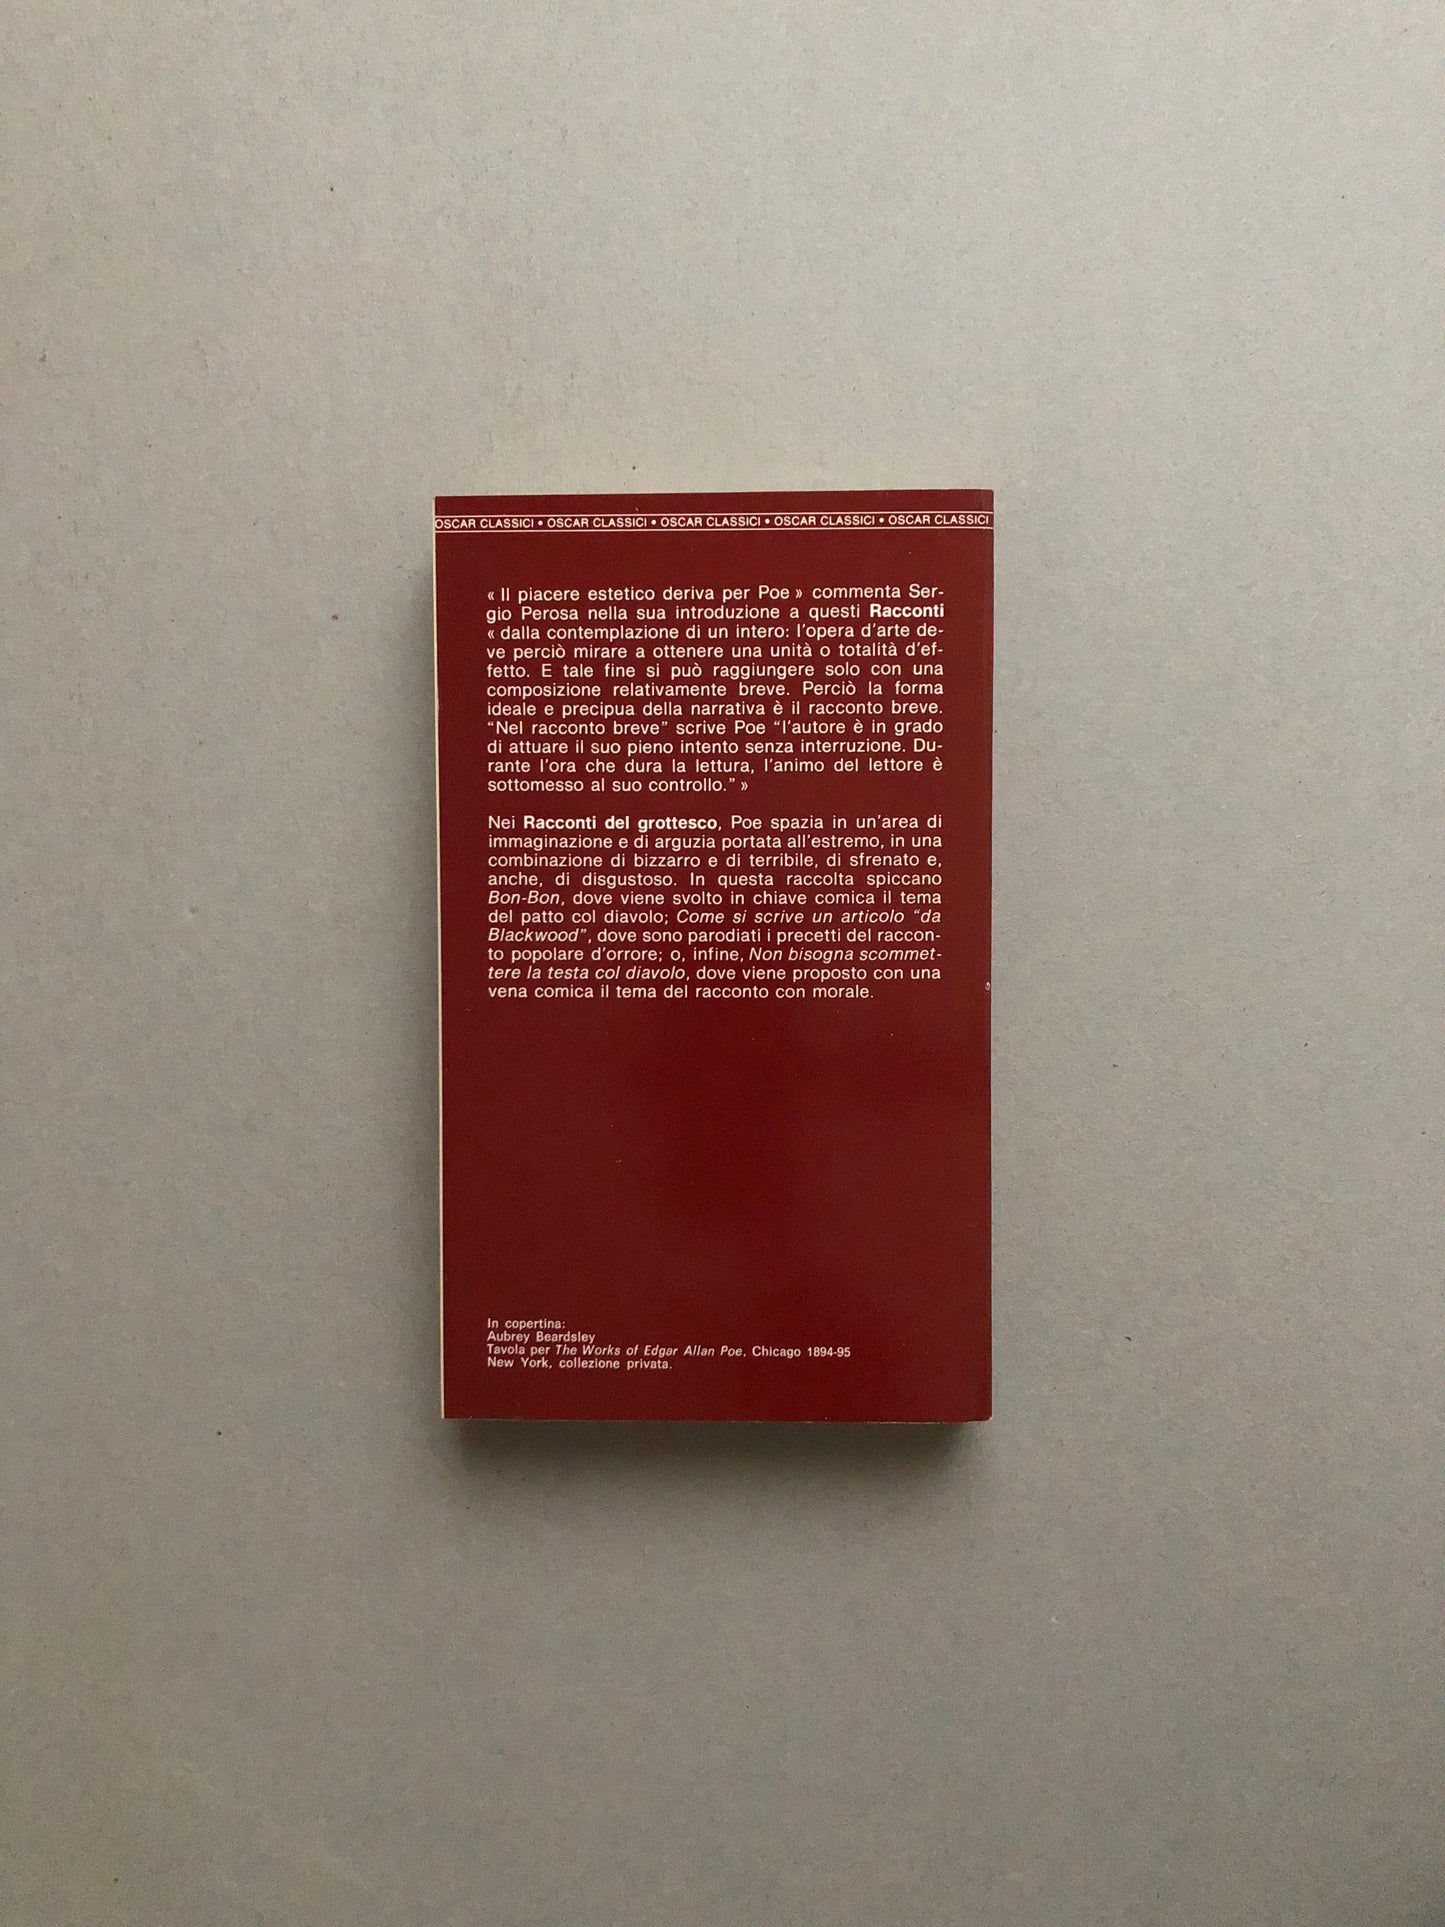 OSCAR CLASSICI • OSCAR CLASSICI • OSCAR CLASSICI • OSCAR CLASSICI • OSCAR CLASSICI
« Il piacere estetico deriva per Poe » commenta Ser-
gio Perosa nella sua introduzione a questi Racconti
« dalla contemplazione di un intero: l'opera d'arte de-
ve perciò mirare a ottenere una unità o totalità d'ef-
fetto. E tale fine si può raggiungere solo con una
composizione relativamente breve. Perciò la forma
ideale e precipua della narrativa è il racconto breve.
“Nel racconto breve” scrive Poe “l'autore è in grado
di attuare il suo pieno intento senza interruzione. Du-
rante l'ora che dura la lettura, l'animo del lettore è
sottomesso al suo controllo.” »
Nei Racconti del grottesco, Poe spazia in un'area di
immaginazione e di arguzia portata all'estremo, in una
combinazione di bizzarro e di terribile, di sfrenato e,
anche, di disgustoso. In questa raccolta spiccano
Bon-Bon, dove viene svolto in chiave comica il tema
del patto col diavolo; Come si scrive un articolo “da
Blackwood”, dove sono parodiati i precetti del raccon-
to popolare d'orrore; o, infine, Non bisogna scommet-
tere la testa col diavolo, dove viene proposto con una
vena comica il tema del racconto con morale.
In copertina:
Aubrey Beardsley
Tavola per The Works of Edgar Allan Poe, Chicago 1894-95
New York, collezione privata.